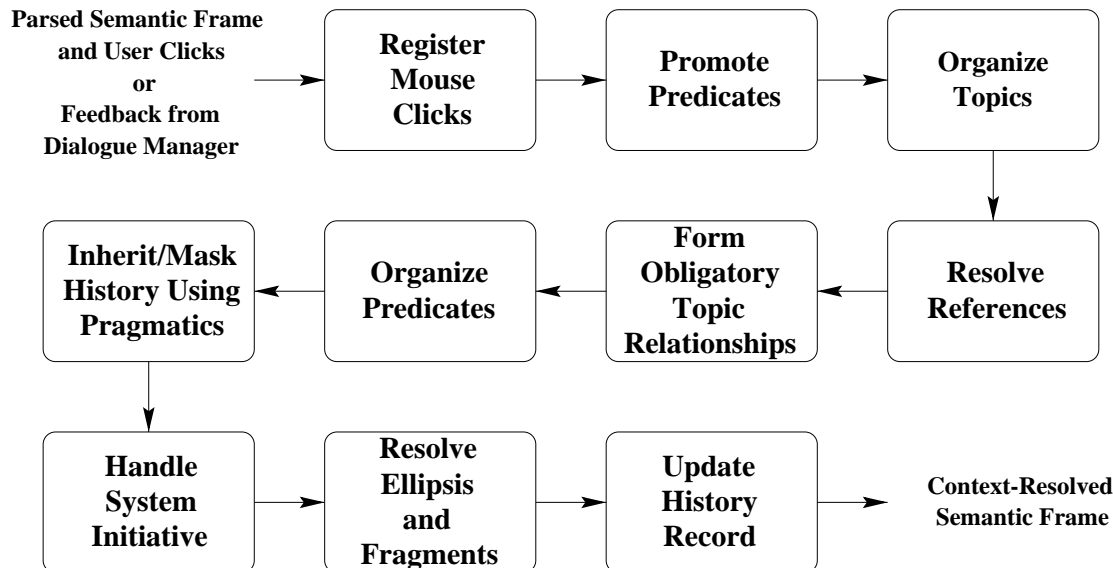 Parsed Semantic Frame
and User Clicks
or
Feedback from
Dialogue Manager
Register
Mouse
Clicks
Promote
Predicates
Organize
Topics
Resolve
References
Form
Obligatory
Topic
Relationships
Organize
Predicates
Inherit/Mask
History Using
Pragmatics
Handle
System
Initiative
Resolve
Ellipsis
and
Fragments
Update
History
Record
Context-Resolved
Semantic Frame